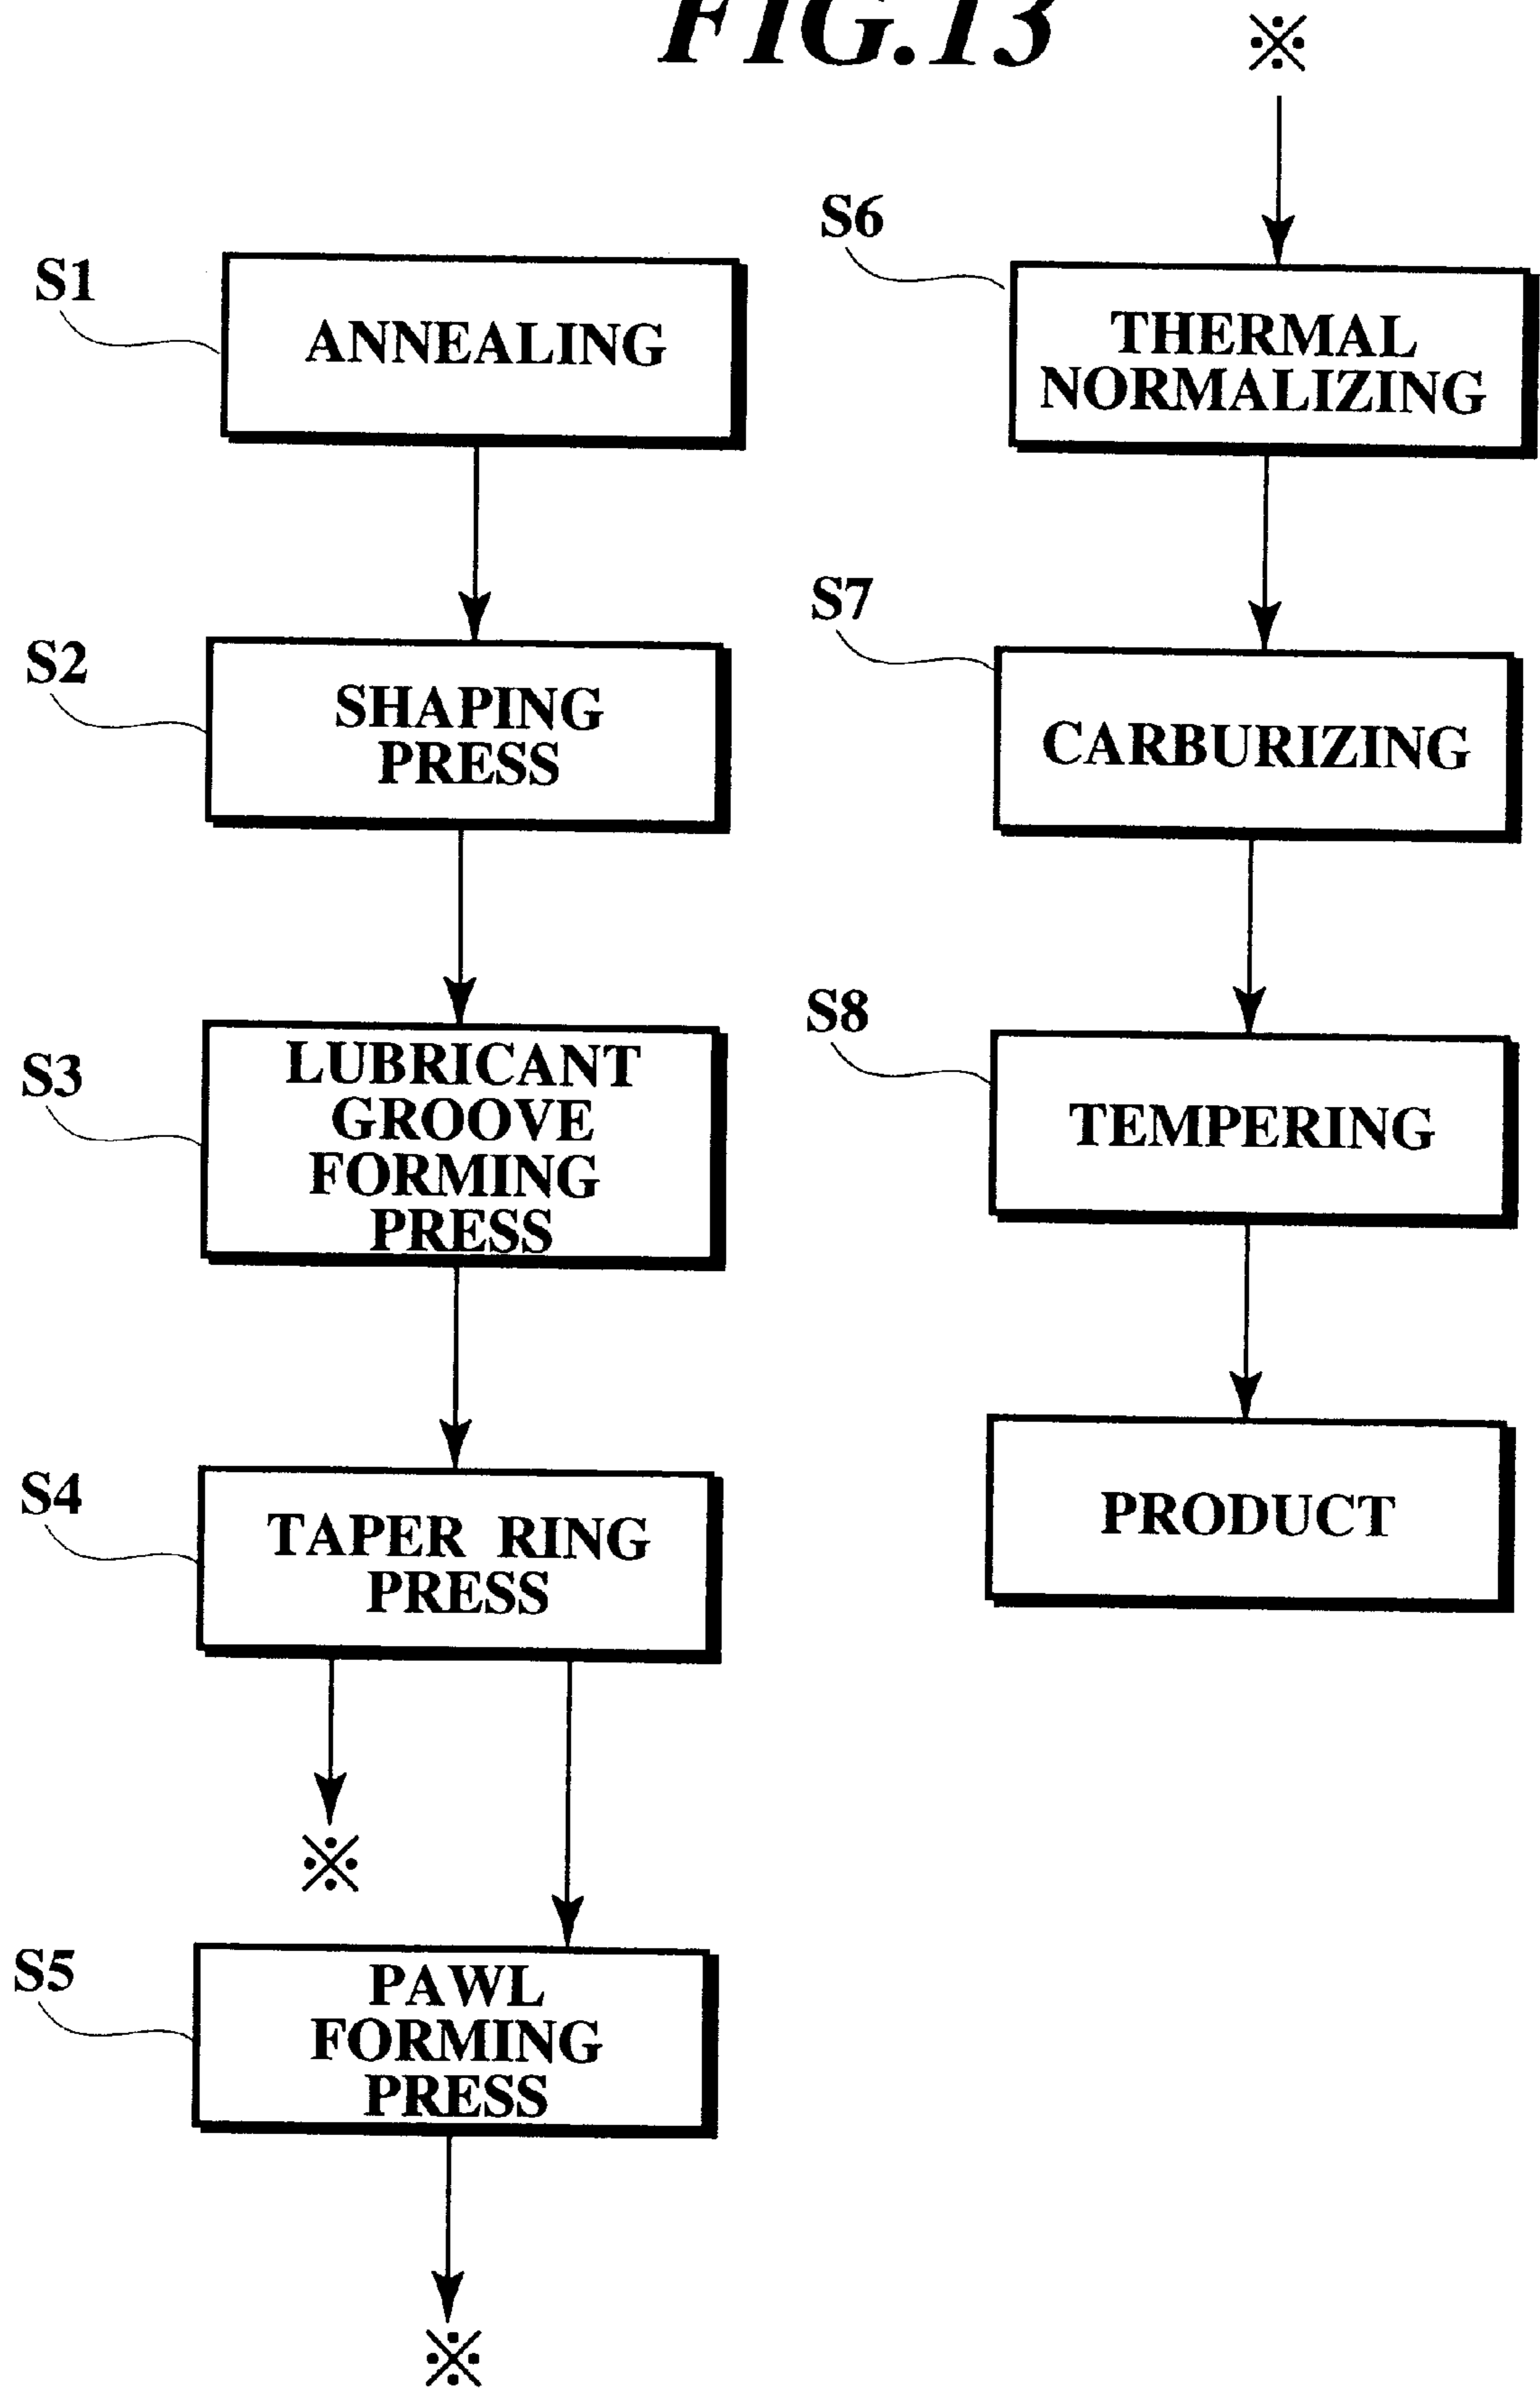 FIG.13
S1
ANNEALING
S2
SHAPING
PRESS
S3
LUBRICANT
GROOVE
FORMING
PRESS
S4
TAPER RING
PRESS
※
S5
PAWL
FORMING
PRESS
※
※
S6
THERMAL
NORMALIZING
S7
CARBURIZING
S8
TEMPERING
PRODUCT